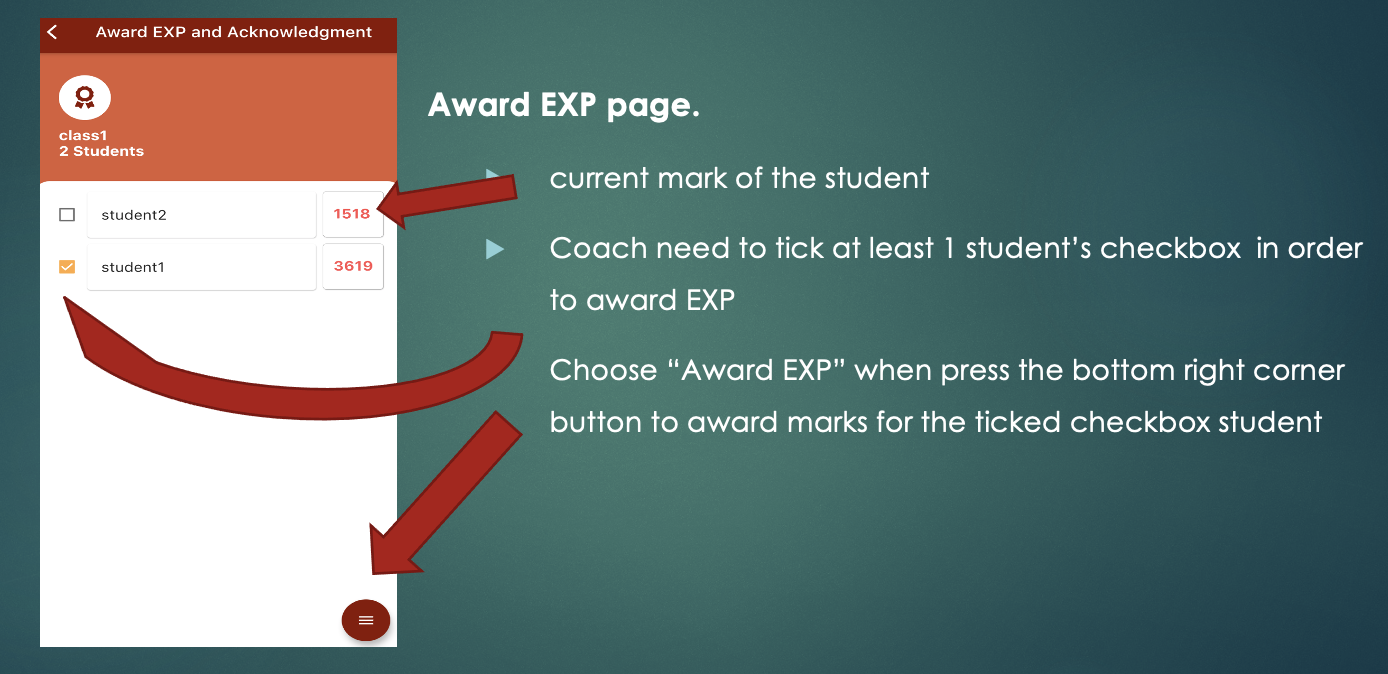 Award EXP and Acknowledgment
class1
2 Students
student2
1518
student1
3619
Award EXP page.
current mark of the student
Coach need to tick at least 1 student’s checkbox  in order
to award EXP
Choose “Award EXP” when press the bottom right corner
button to award marks for the ticked checkbox student